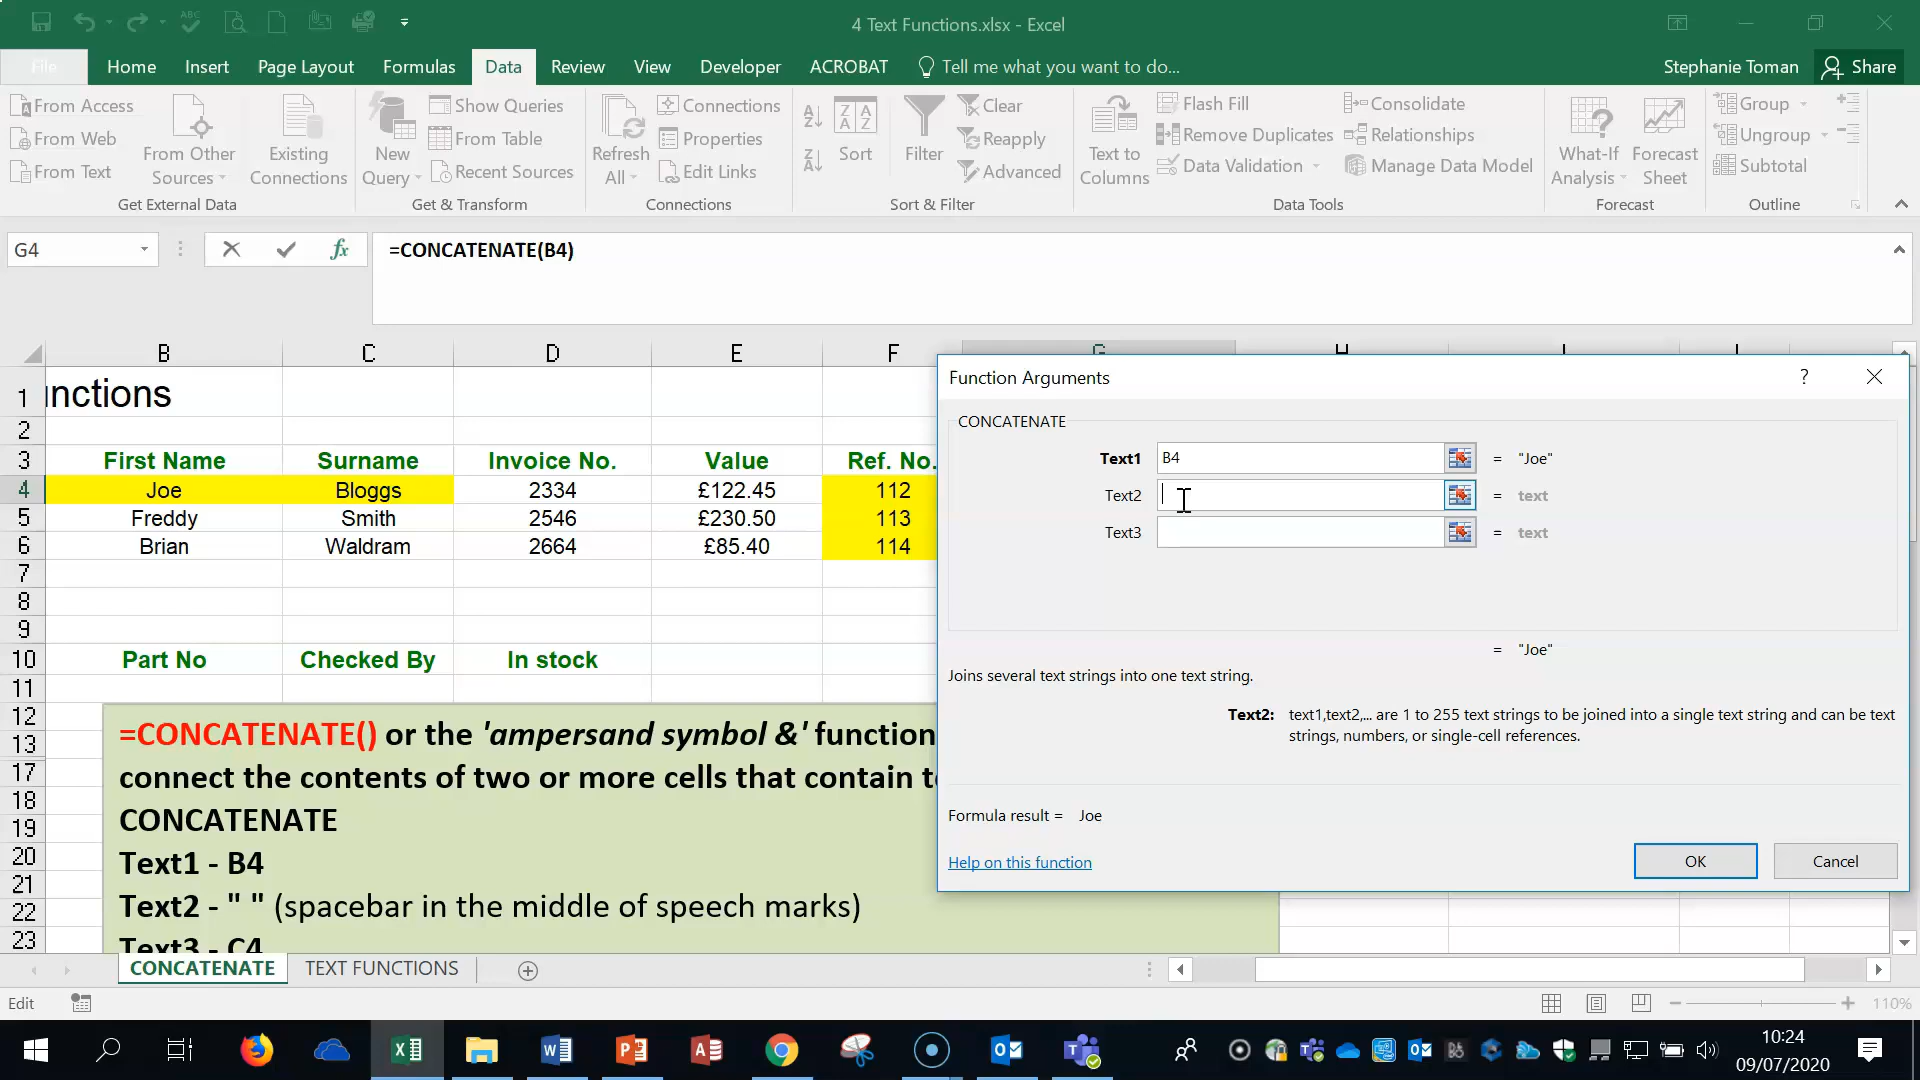 4 Text Functions.xlsx - Excel
File Home Insert Page Layout Formulas Data Review View Developer ACROBAT Tell me what you want to do... Stephanie Toman Share
From Access
From Web
From Text
From Other Sources
Existing Connections
Get External Data
New Query
Show Queries
From Table
Recent Sources
Get & Transform
Refresh All
Connections
Properties
Edit Links
Connections
Sort
Filter
Clear
Reapply
Advanced
Sort & Filter
Text to Columns
Flash Fill
Remove Duplicates
Data Validation
Consolidate
Relationships
Manage Data Model
Data Tools
What-If Analysis
Forecast Sheet
Forecast
Group
Ungroup
Subtotal
Outline
G4 fx =CONCATENATE(B4)
B C D E F
1 unctions
2
3 First Name Surname Invoice No. Value Ref. No.
4 Joe Bloggs 2334 £122.45 112
5 Freddy Smith 2546 £230.50 113
6 Brian Waldram 2664 £85.40 114
7
8
9
10 Part No Checked By In stock
11
12
13
17
18
19
20
21
22
23
=CONCATENATE() or the 'ampersand symbol &' function
connect the contents of two or more cells that contain
CONCATENATE
Text1 - B4
Text2 - " " (spacebar in the middle of speech marks)
Text3 - C4
Function Arguments ?
CONCATENATE
Text1 B4 = "Joe"
Text2 = text
Text3 = text
= "Joe"
Joins several text strings into one text string.
Text2: text1,text2,... are 1 to 255 text strings to be joined into a single text string and can be text
strings, numbers, or single-cell references.
Formula result = Joe
Help on this function
OK Cancel
CONCATENATE TEXT FUNCTIONS
Edit 110%
10:24
09/07/2020